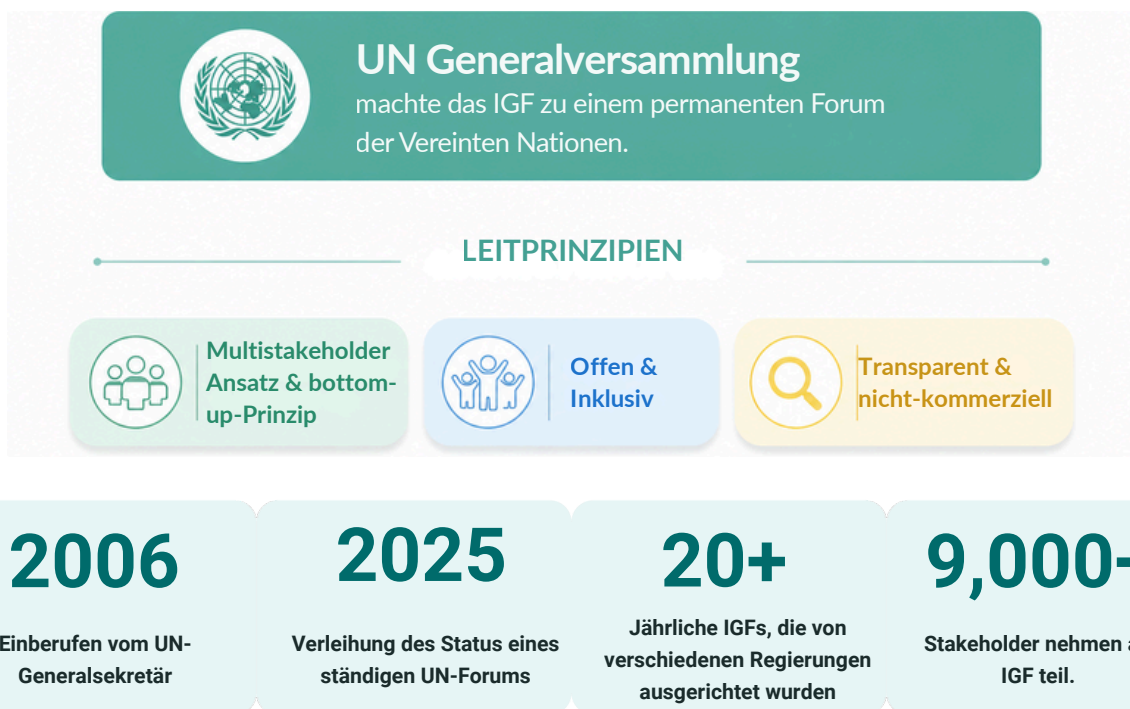 UN Generalversammlung
machte das IGF zu einem permanenten Forum
der Vereinten Nationen.
LEITPRINZIPIEN
Multistakeholder
Ansatz & bottom-
up-Prinzip
Offen &
Inklusiv
Transparent &
nicht-kommerziell
2006
Einberufen vom UN-
Generalsekretär
2025
Verleihung des Status eines
ständigen UN-Forums
20+
Jährliche IGFs, die von
verschiedenen Regierungen
ausgerichtet wurden
9,000+
Stakeholder nehmen
IGF teil.